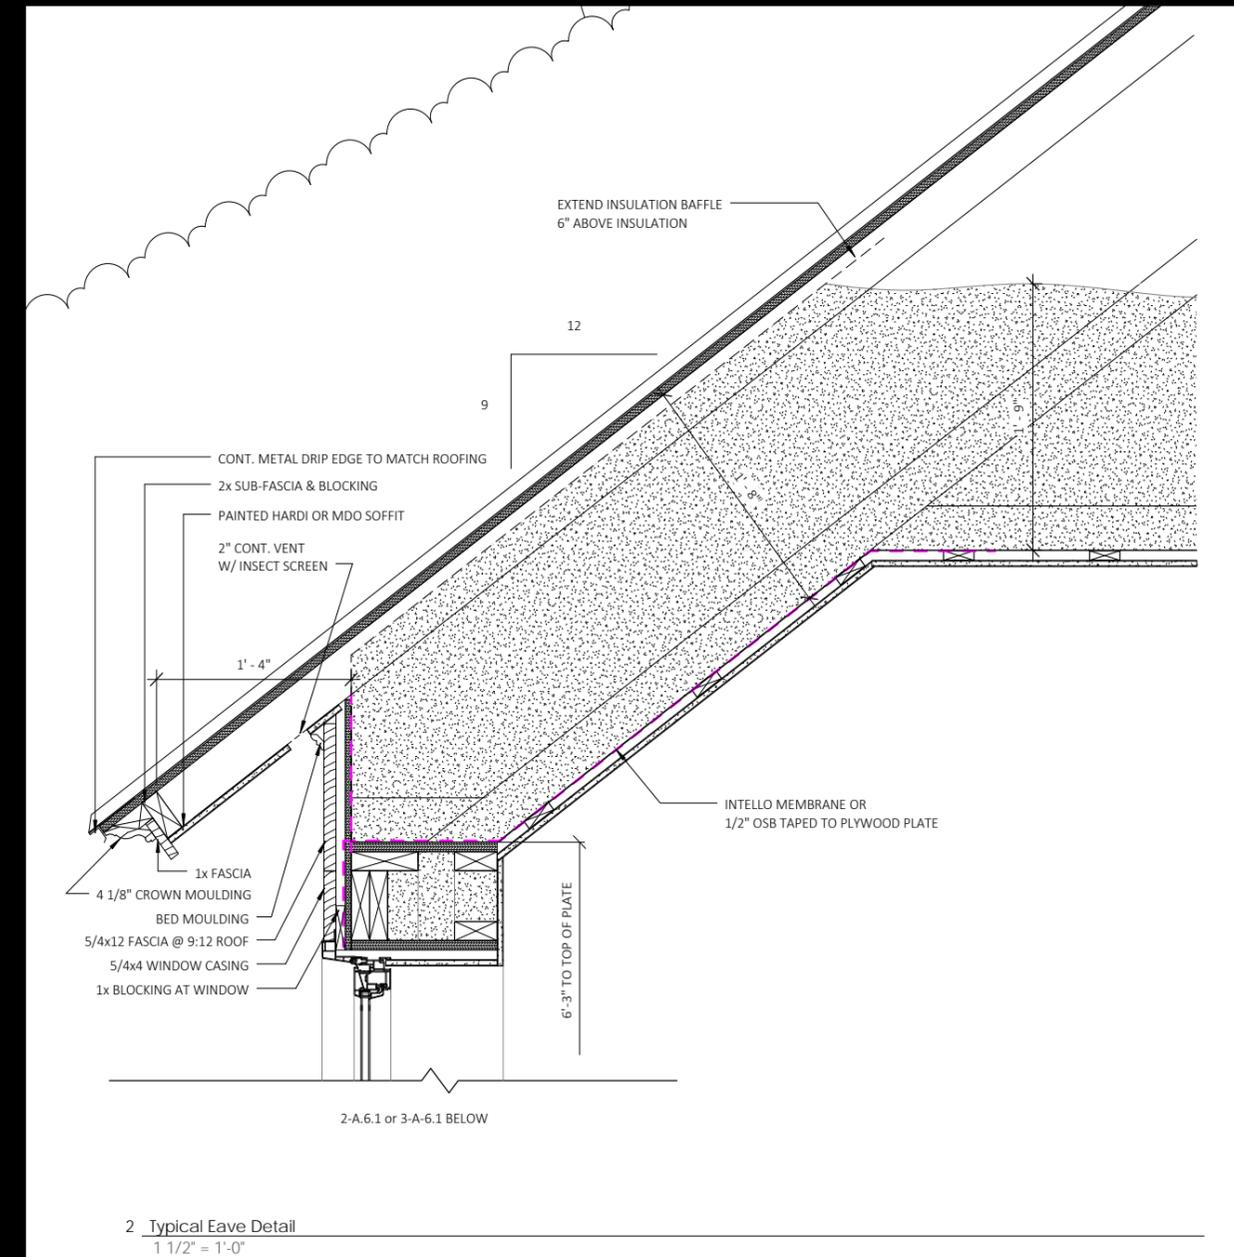 EXTEND INSULATION BAFFLE
6" ABOVE INSULATION
12
9
1' - 9"
1' - 8"
CONT. METAL DRIP EDGE TO MATCH ROOFING
2x SUB-FASCIA & BLOCKING
PAINTED HARDI OR MDO SOFFIT
2" CONT. VENT
W/ INSECT SCREEN
1' - 4"
INTELLO MEMBRANE OR
1/2" OSB TAPED TO PLYWOOD PLATE
1x FASCIA
4 1/8" CROWN MOULDING
BED MOULDING
5/4x12 FASCIA @ 9:12 ROOF
5/4x4 WINDOW CASING
1x BLOCKING AT WINDOW
6'-3" TO TOP OF PLATE
2-A.6.1 or 3-A-6.1 BELOW
2 Typical Eave Detail
1 1/2" = 1'-0"